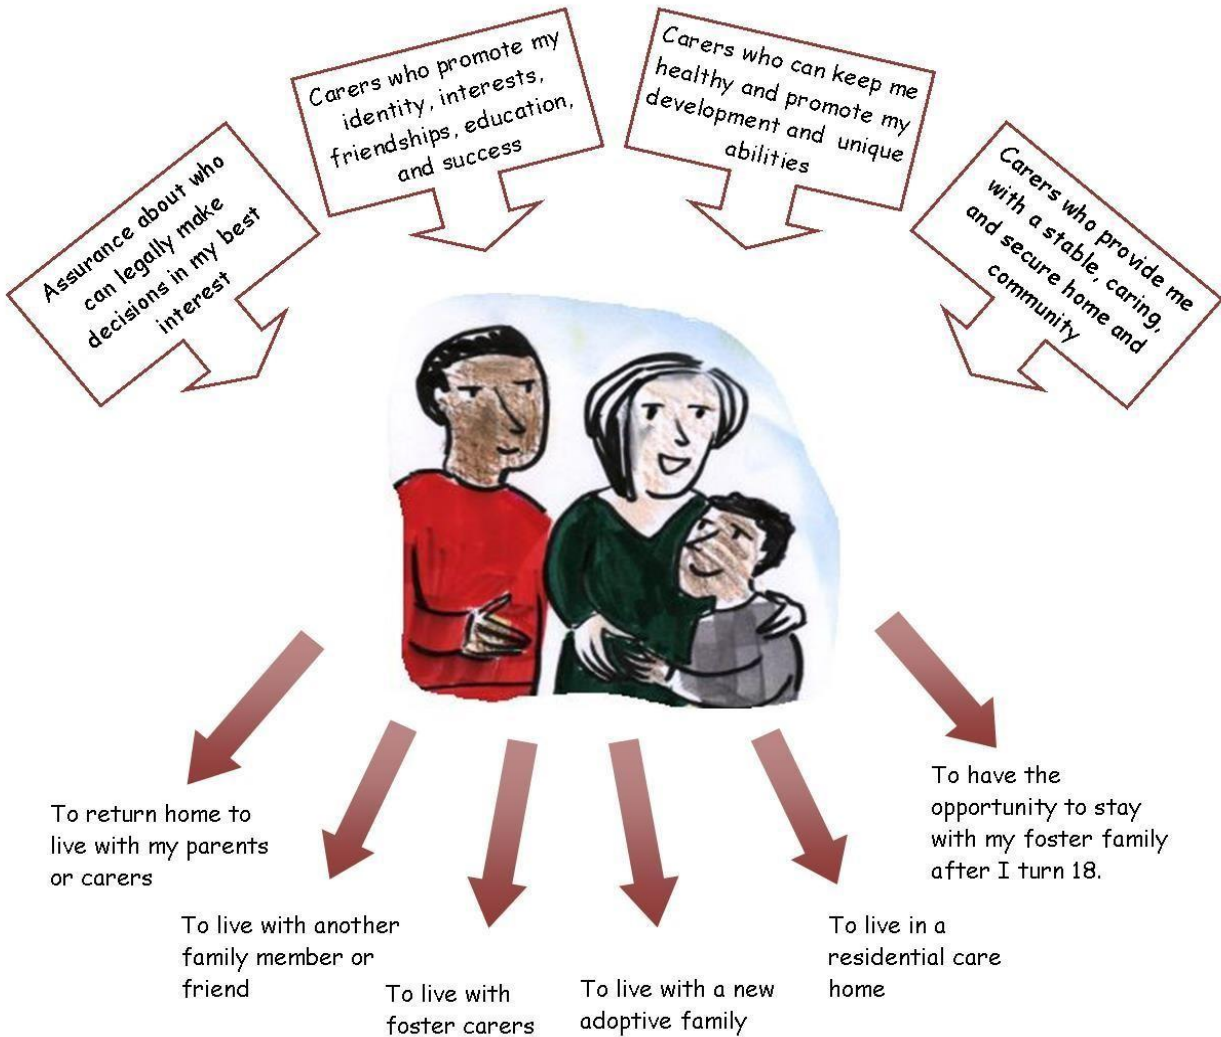 Assurance about who
can legally make
decisions in my best
interest
Carers who promote my
identity, interests,
friendships, education,
and success
Carers who can keep me
healthy and promote my
development and unique
abilities
Carers who provide me
with a stable, caring,
and secure home and
community
To return home to
live with my parents
or carers
To live with another
family member or
friend
To live with
foster carers
To live with a new
adoptive family
To live in a
residential care
home
To have the
opportunity to stay
with my foster family
after I turn 18.